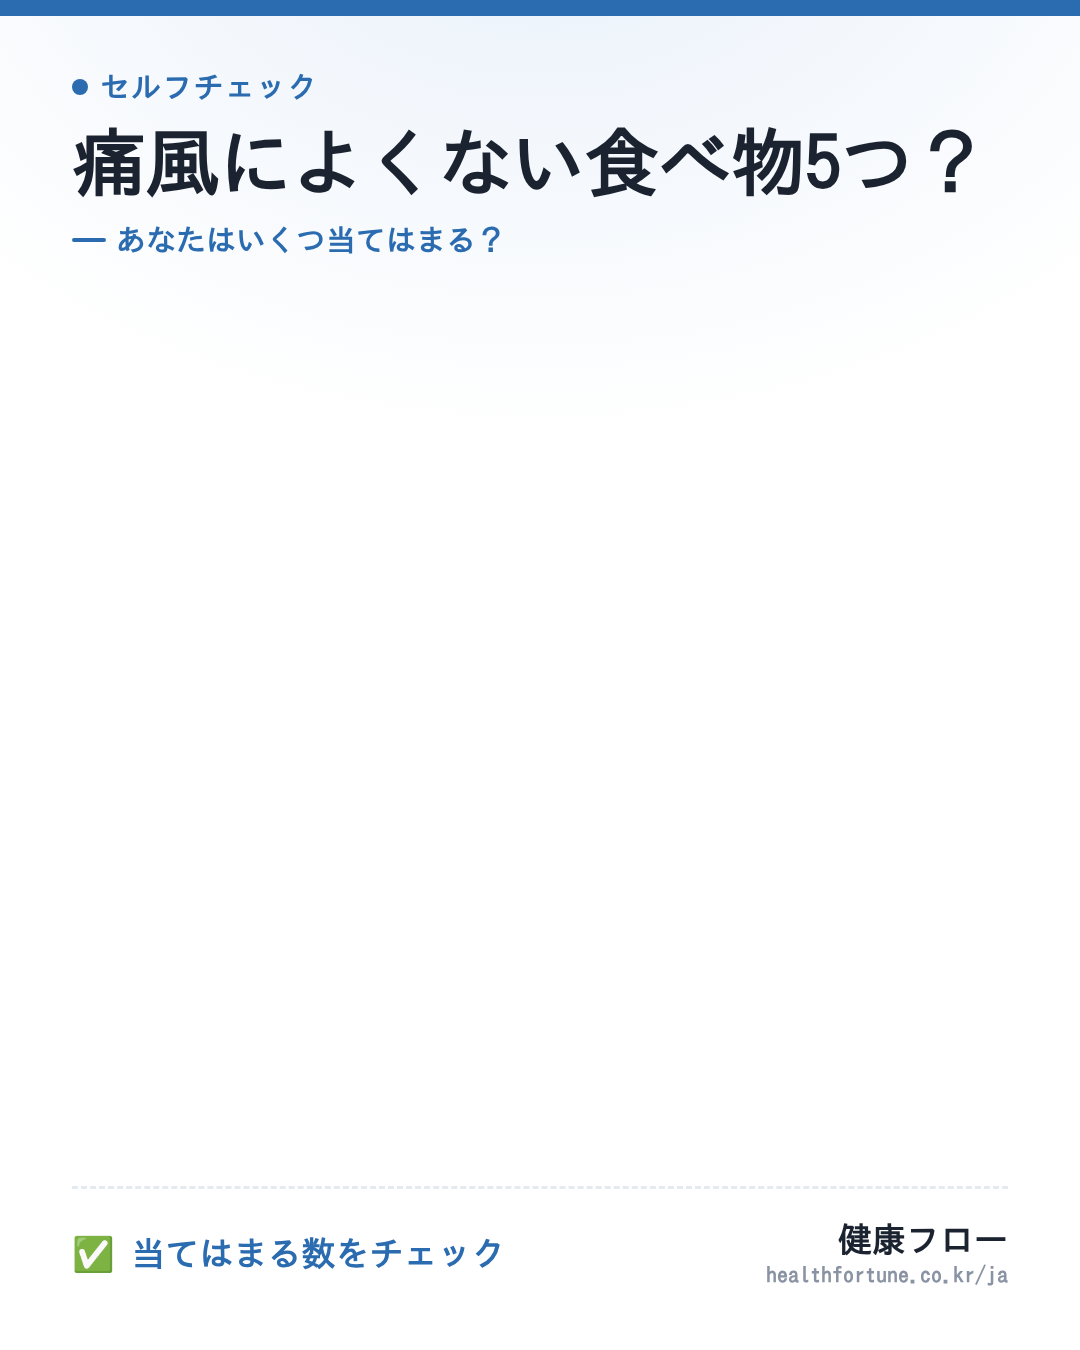 セルフチェック
痛風によくない食べ物5つ？
— あなたはいくつ当てはまる？
✅ 当てはまる数をチェック
健康フロー
healthfortune.co.kr/ja